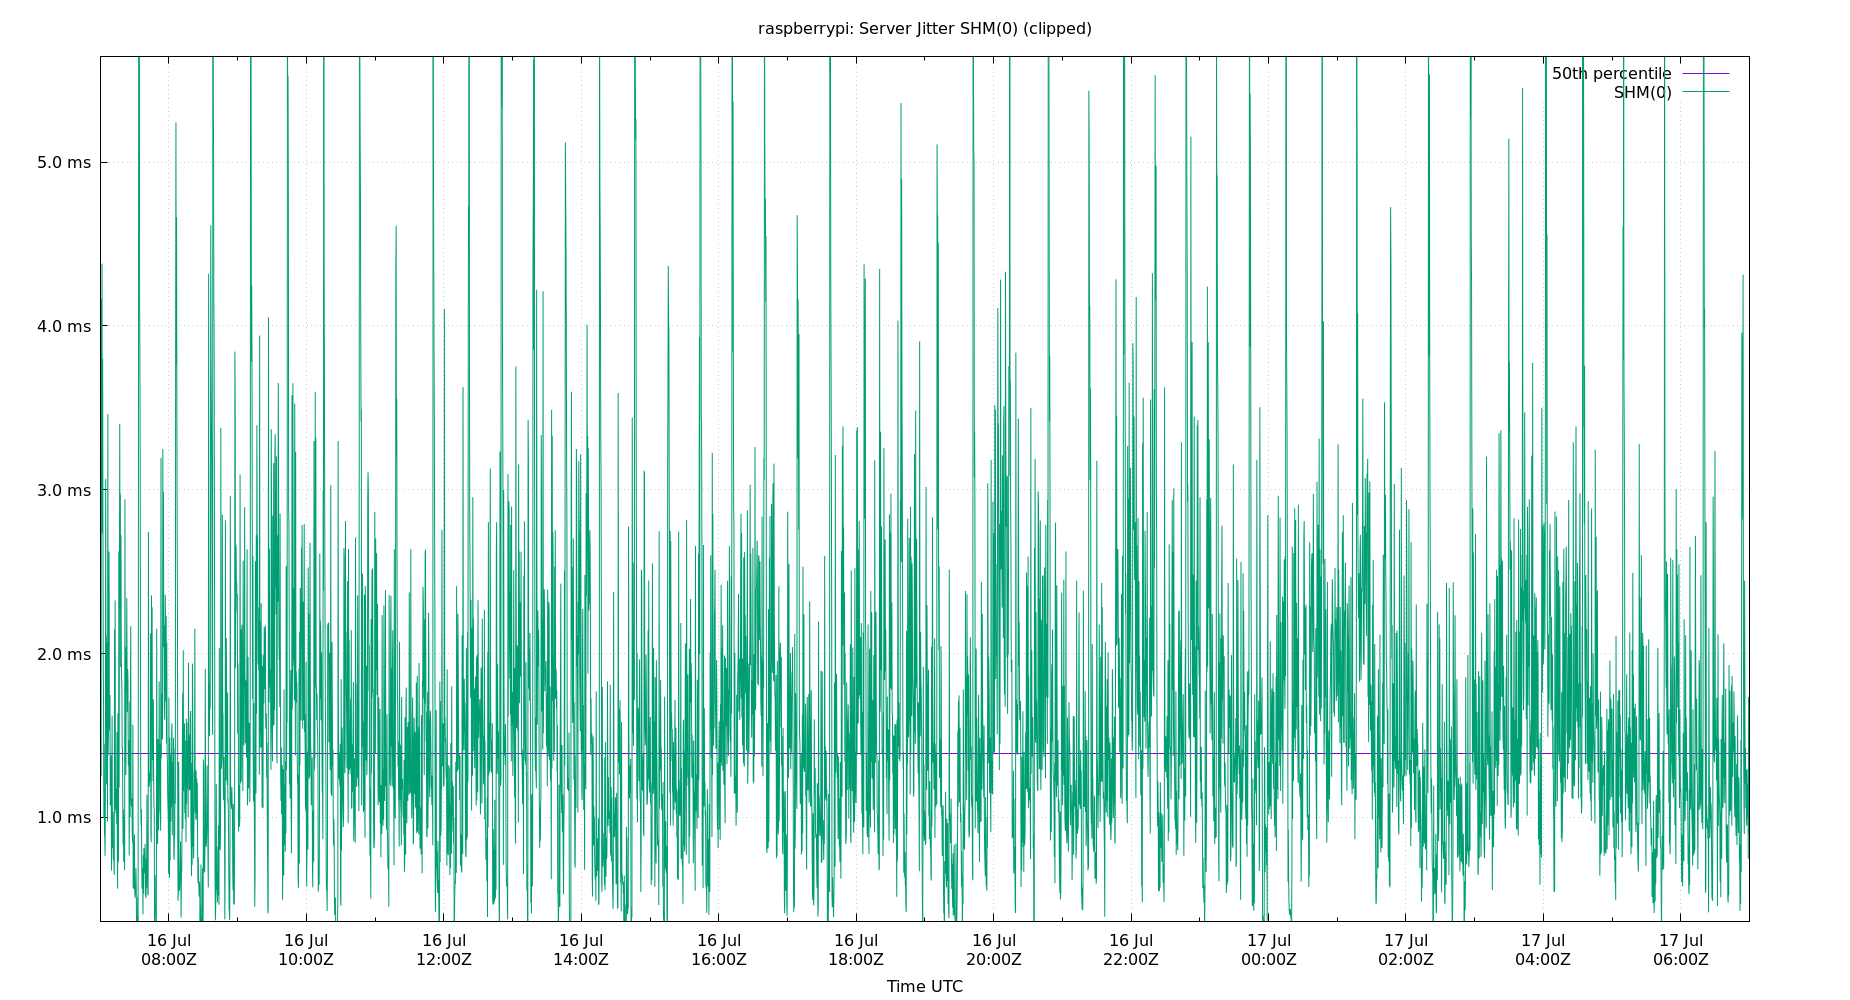 raspberrypi: Server Jitter SHM(0) (clipped)
50th percentile
SHM(0)
5.0 ms
4.0 ms
3.0 ms
2.0 ms
1.0 ms
16 Jul 16 Jul 16 Jul 16 Jul 16 Jul 16 Jul 16 Jul 16 Jul 17 Jul 17 Jul 17 Jul 17 Jul
08:00Z 10:00Z 12:00Z 14:00Z 16:00Z 18:00Z 20:00Z 22:00Z 00:00Z 02:00Z 04:00Z 06:00Z
Time UTC